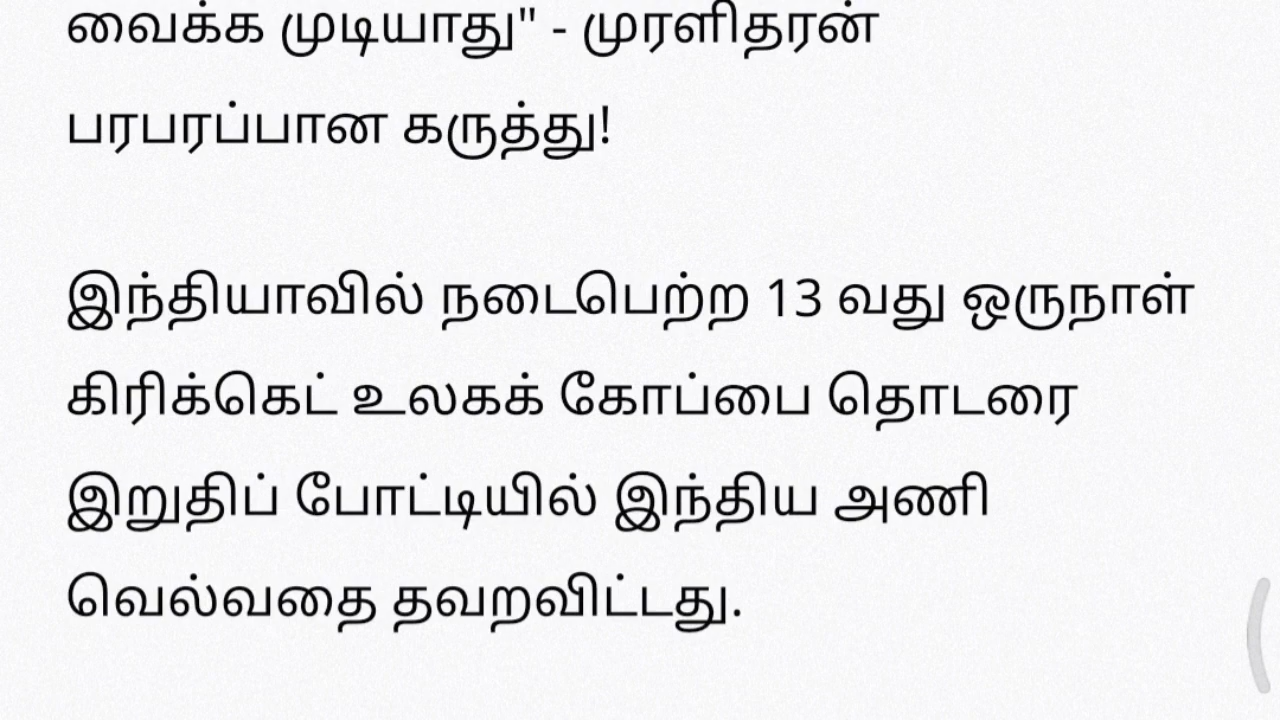 வைக்க முடியாது" - முரளிதரன்
பரபரப்பான கருத்து!
இந்தியாவில் நடைபெற்ற 13 வது ஒருநாள்
கிரிக்கெட் உலகக் கோப்பை தொடரை
இறுதிப் போட்டியில் இந்திய அணி
வெல்வதை தவறவிட்டது.